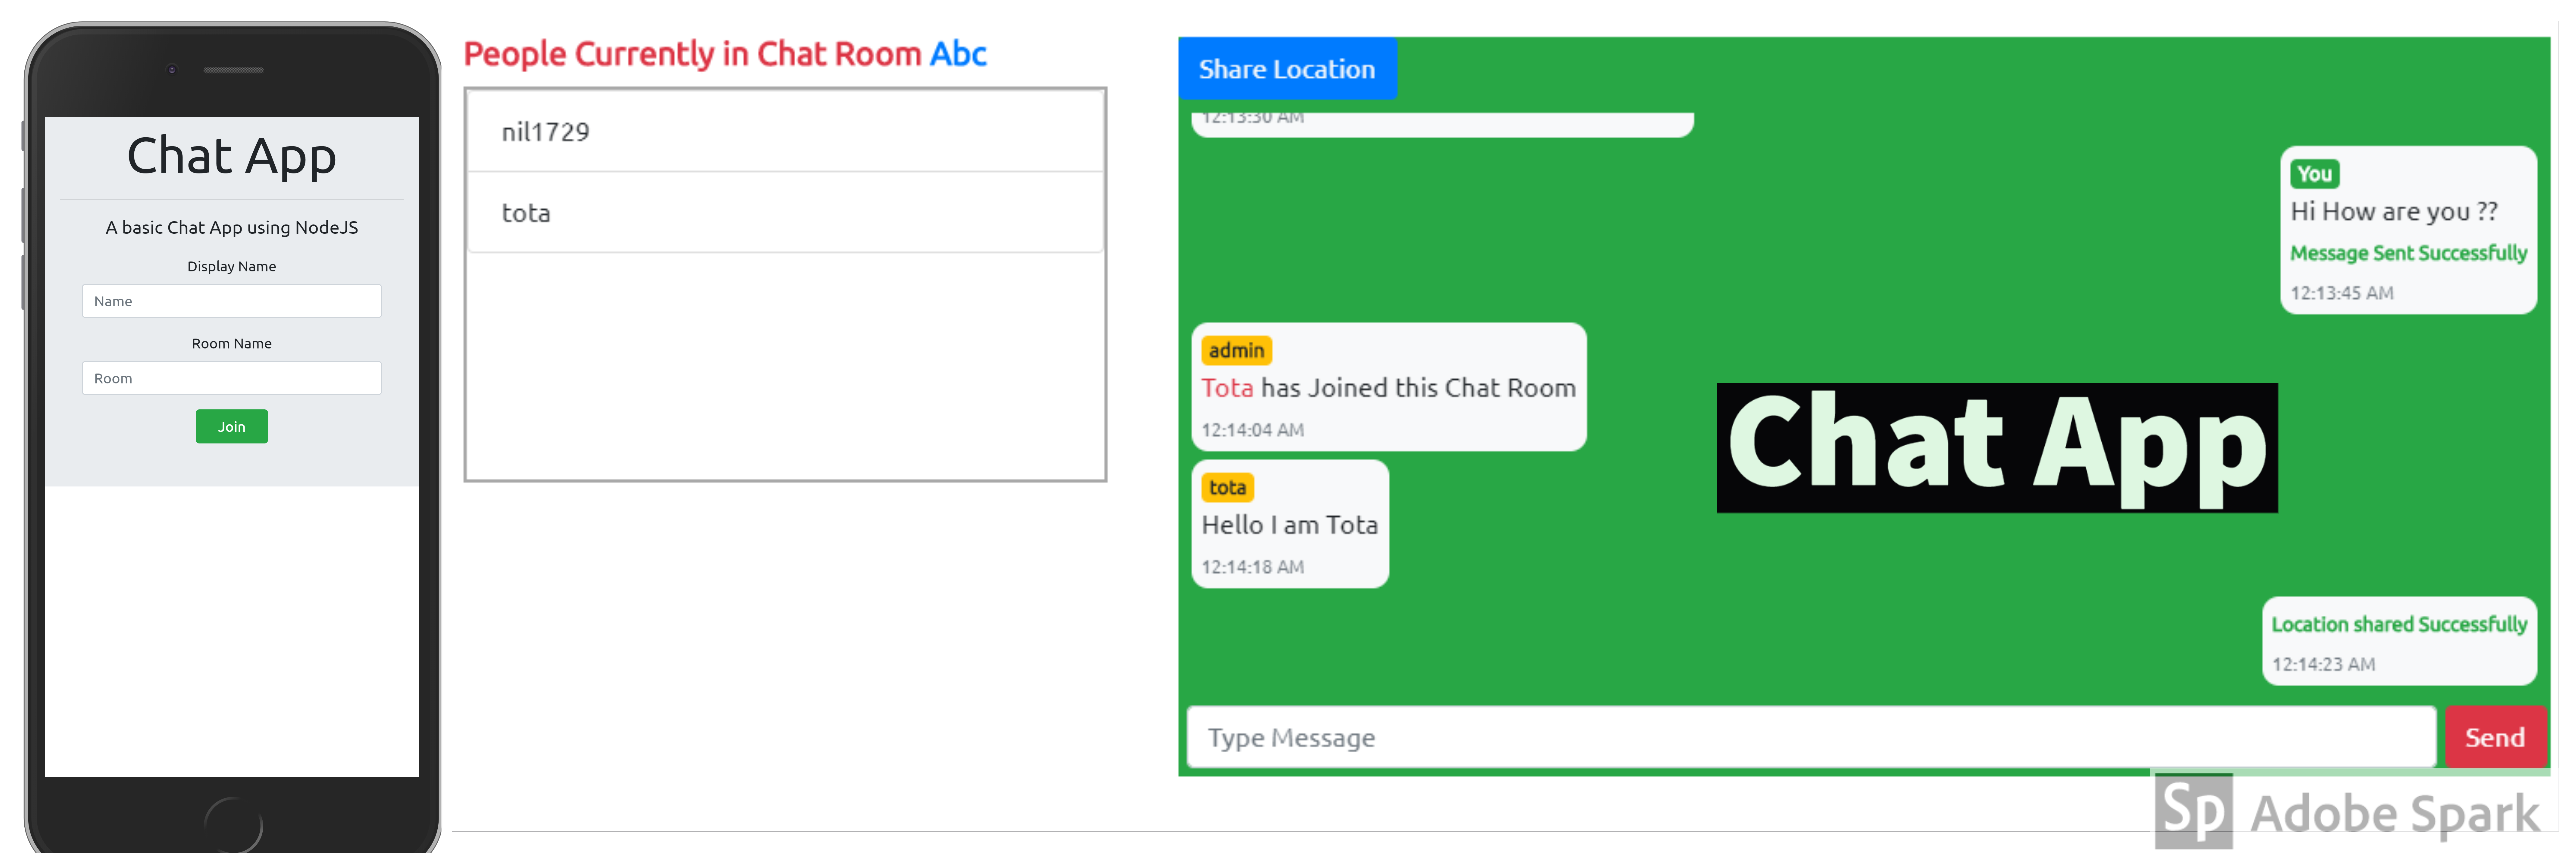 Chat App
A basic Chat App using NodeJS
Display Name
Name
Room Name
Room
Join
People Currently in Chat Room Abc
nil1729
tota
Share Location
12:13:30 AM
You
Hi How are you ??
Message Sent Successfully
12:13:45 AM
admin
Tota has Joined this Chat Room
12:14:04 AM
Chat App
tota
Hello I am Tota
12:14:18 AM
Location shared Successfully
12:14:23 AM
Type Message
Send
Sp Adobe Spark